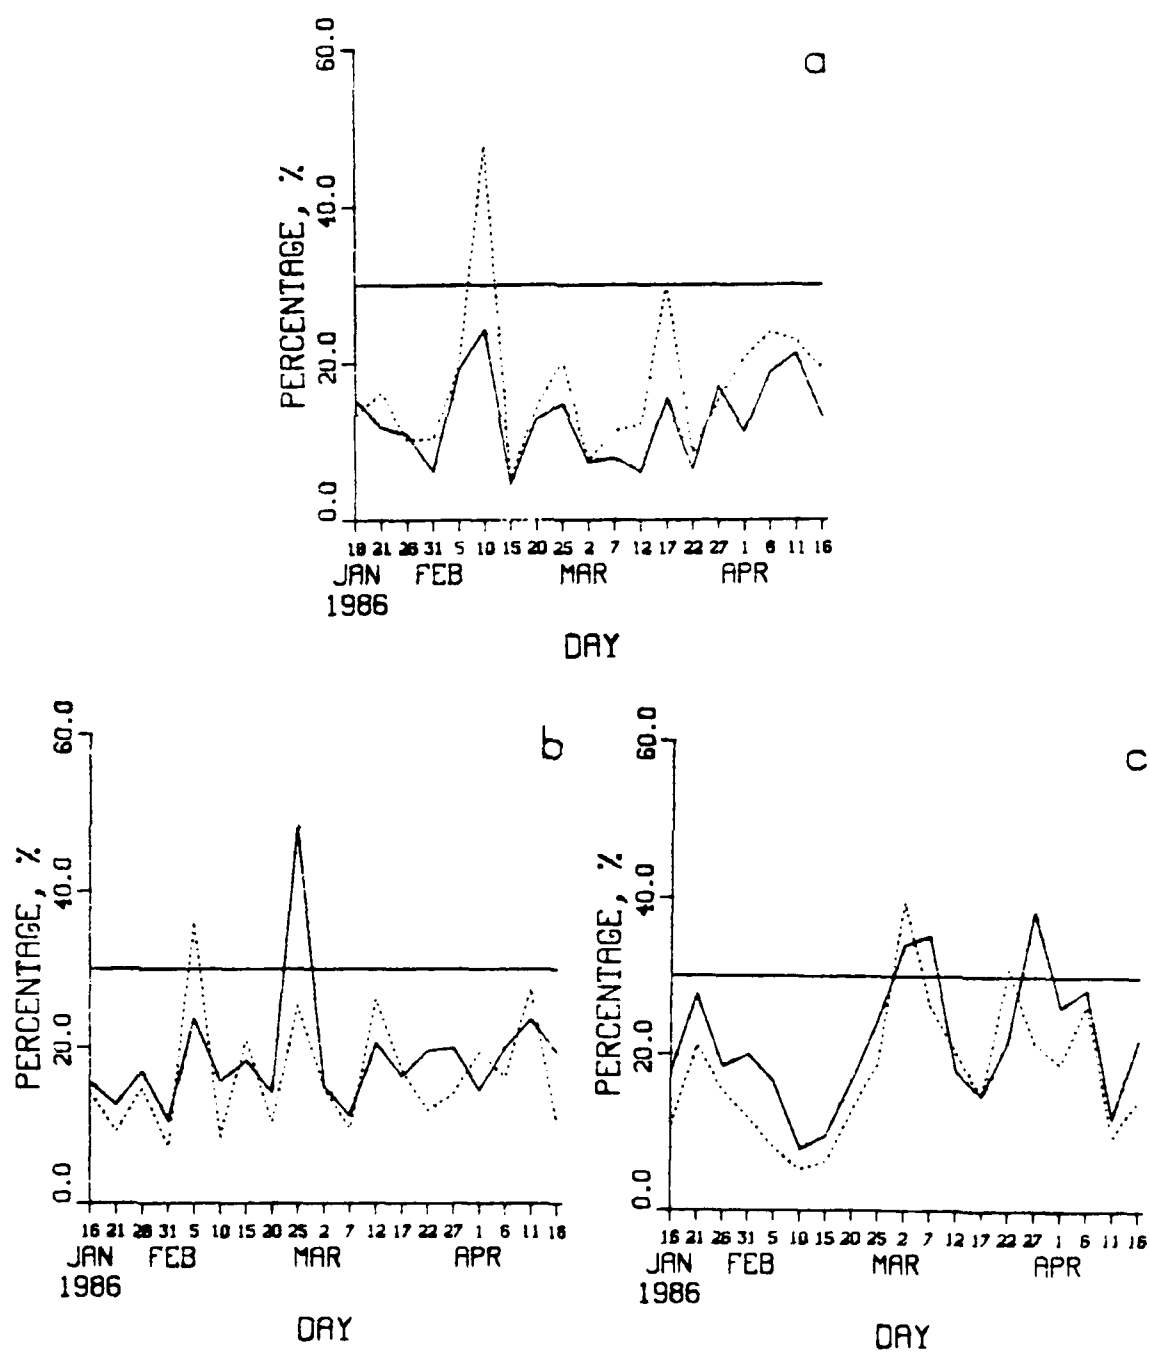 a
60.0
40.0
20.0
0.0
PERCENTAGE, %
18 21 26 31 5 10 15 20 25 2 7 12 17 22 27 1 6 11 16
JAN FEB MAR APR
1986
DAY
b
60.0
40.0
20.0
0.0
PERCENTAGE, %
16 21 26 31 5 10 15 20 25 2 7 12 17 22 27 1 6 11 16
JAN FEB MAR APR
1986
DAY
c
60.0
40.0
20.0
0.0
PERCENTAGE, %
16 21 26 31 5 10 15 20 25 2 7 12 17 22 27 1 6 11 16
JAN FEB MAR APR
1986
DAY